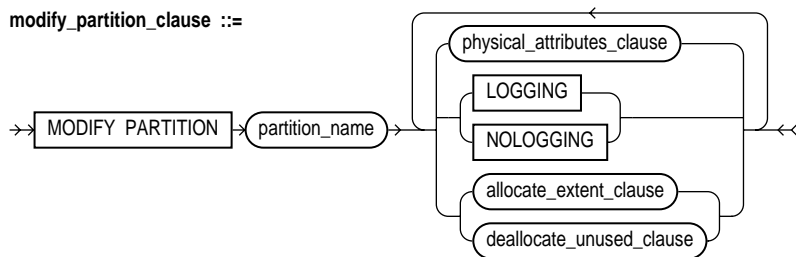 modify_partition_clause ::=
physical_attributes_clause
LOGGING
MODIFY PARTITION partition_name
NOLOGGING
allocate_extent_clause
deallocate_unused_clause